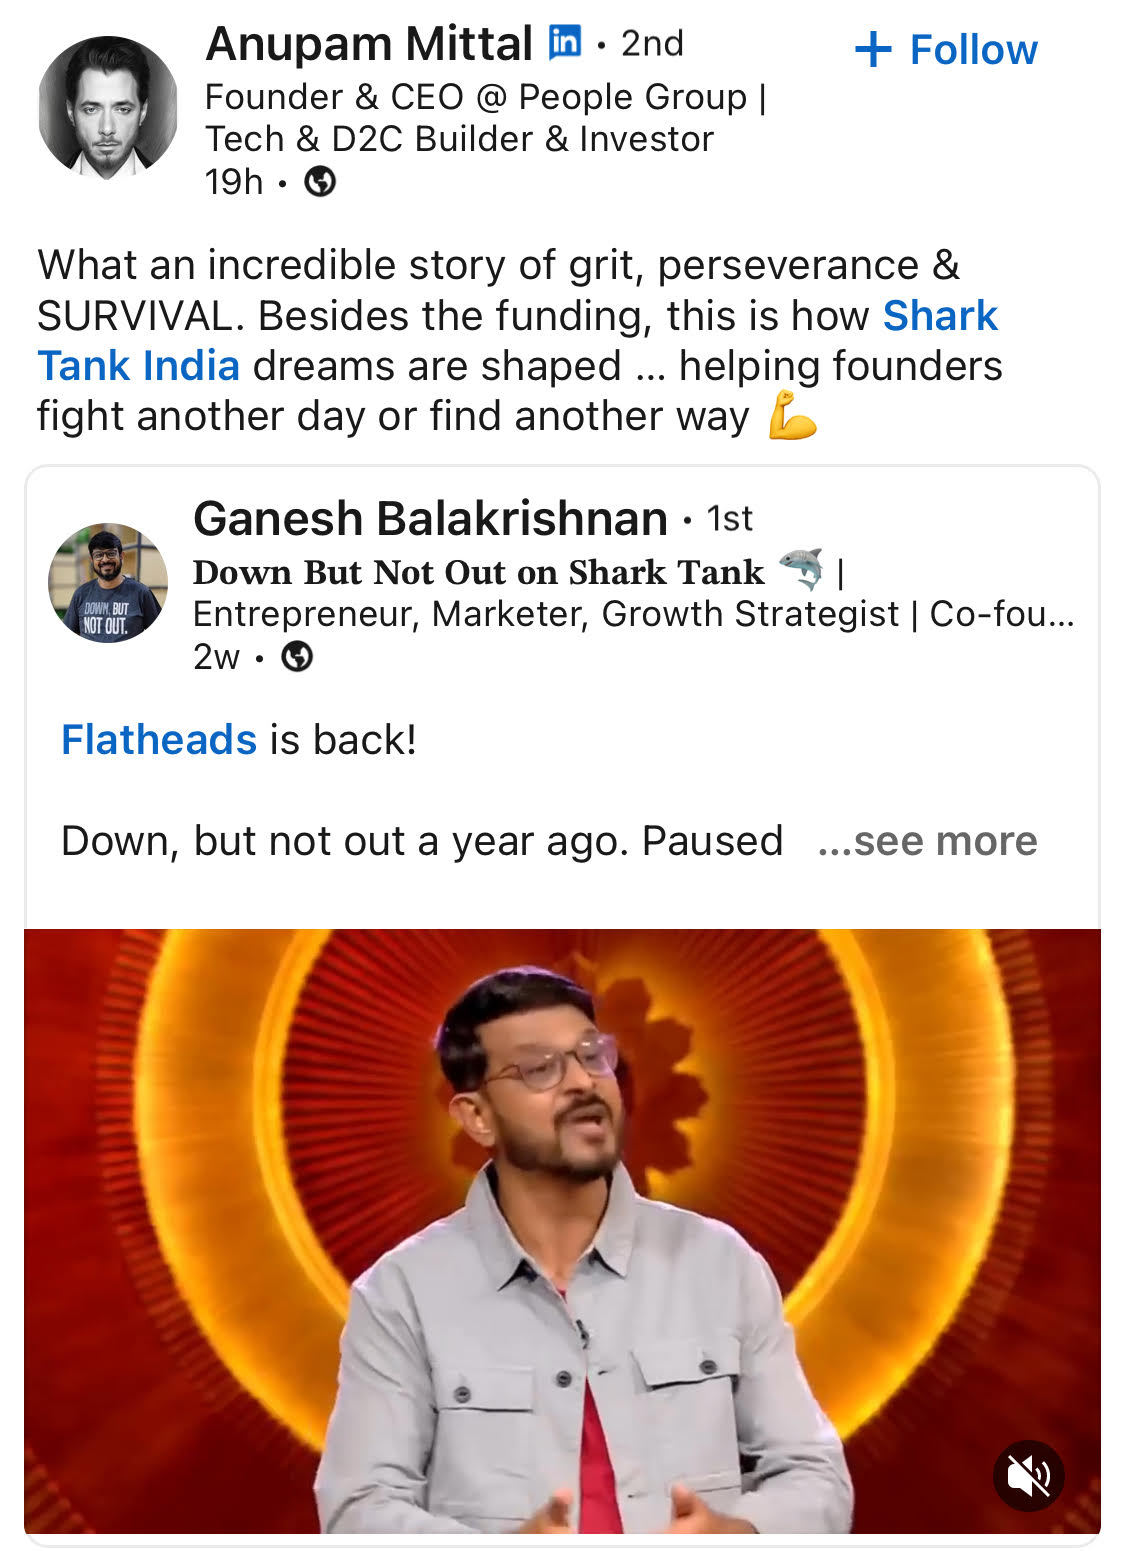 Anupam Mittal in • 2nd
+ Follow
Founder & CEO @ People Group |
Tech & D2C Builder & Investor
19h •
What an incredible story of grit, perseverance &
SURVIVAL. Besides the funding, this is how Shark
Tank India dreams are shaped ... helping founders
fight another day or find another way 💪
Ganesh Balakrishnan • 1st
Down But Not Out on Shark Tank 🦈 |
Entrepreneur, Marketer, Growth Strategist | Co-fou...
2w •
DOWN, BUT
NOT OUT.
Flatheads is back!
Down, but not out a year ago. Paused ...see more